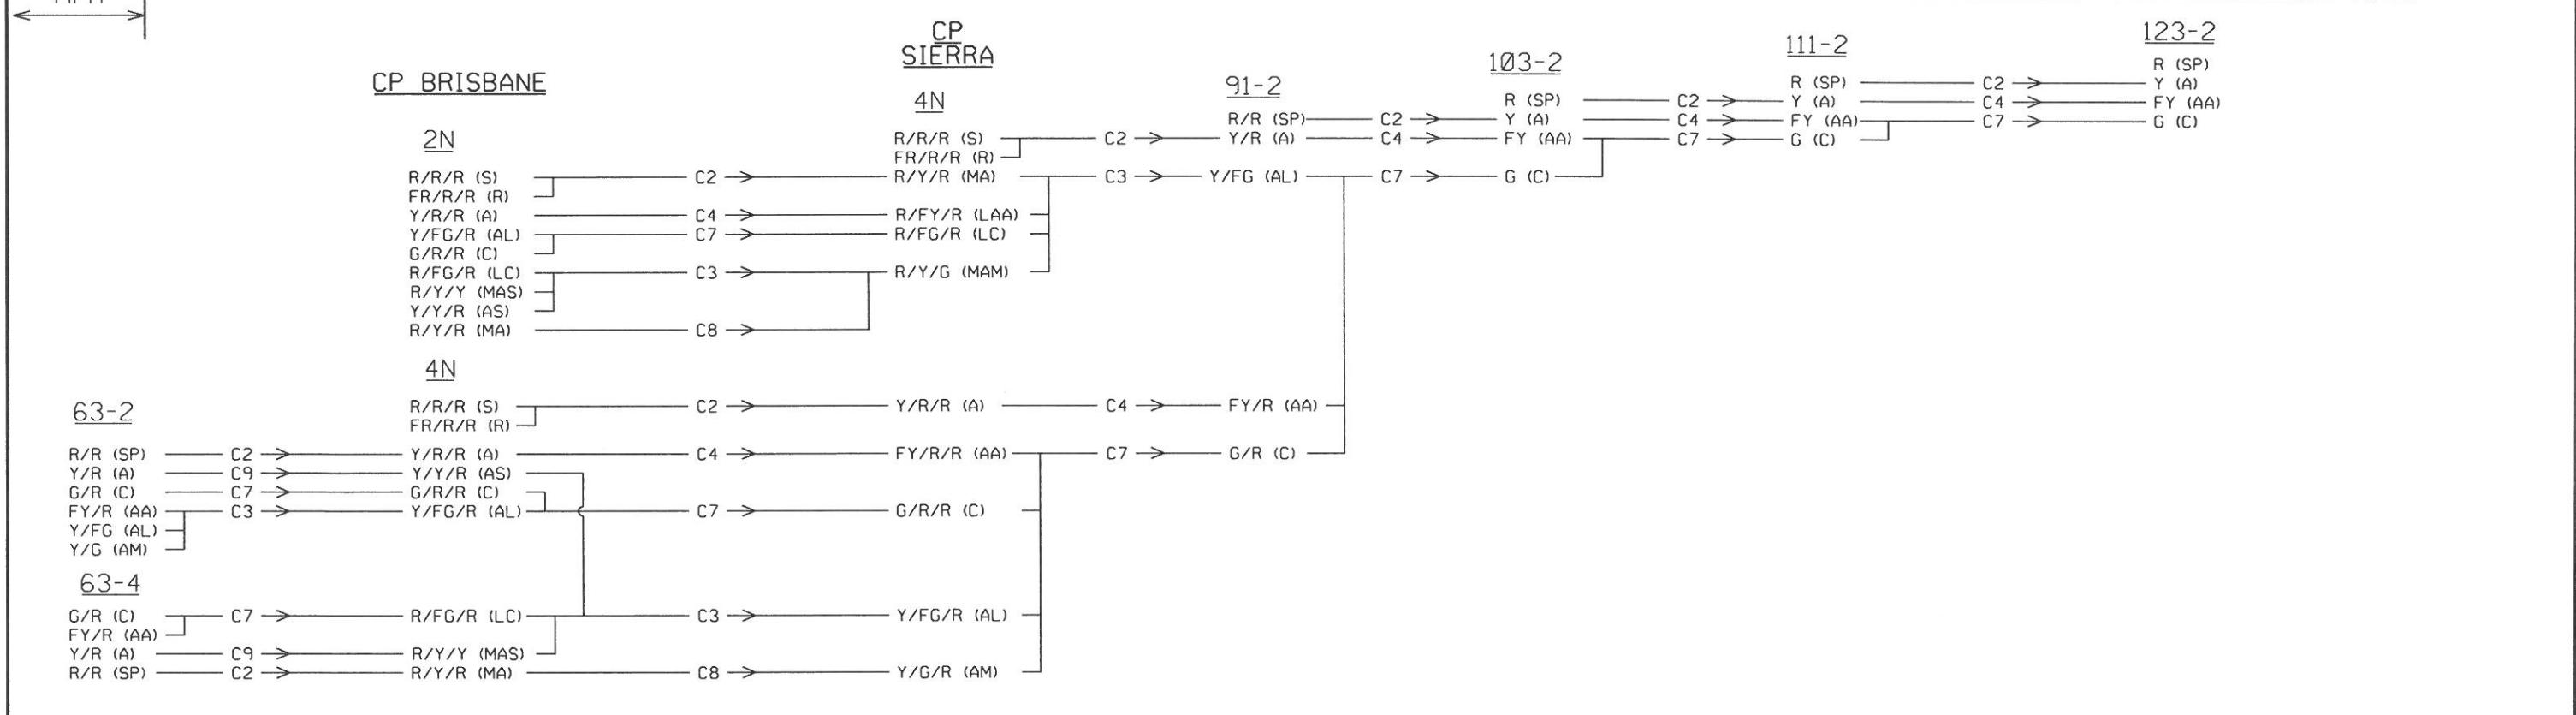 CP
SIERRA
123-2
111-2
103-2
CP BRISBANE
91-2
4N
2N
R (SP)
R (SP) C2 Y (A)
R (SP) C2 Y (A) C4 FY (AA)
R/R (SP) C2 Y (A) C4 FY (AA) C7 G (C)
R/R/R (S) C2 Y/R (A) C4 FY (AA) C7 G (C)
FR/R/R (R)
R/R/R (S) C2 R/Y/R (MA) C3 Y/FG (AL) C7 G (C)
FR/R/R (R)
Y/R/R (A) C4 R/FY/R (LAA)
Y/FG/R (AL) C7 R/FG/R (LC)
G/R/R (C)
R/FG/R (LC) C3 R/Y/G (MAM)
R/Y/Y (MAS)
Y/Y/R (AS)
R/Y/R (MA) C8
4N
63-2
R/R/R (S) C2 Y/R/R (A) C4 FY/R (AA)
FR/R/R (R)
R/R (SP) C2 Y/R/R (A) C4 FY/R/R (AA) C7 G/R (C)
Y/R (A) C9 Y/Y/R (AS)
G/R (C) C7 G/R/R (C)
FY/R (AA) C3 Y/FG/R (AL) C7 G/R/R (C)
Y/FG (AL)
Y/G (AM)
63-4
G/R (C) C7 R/FG/R (LC) C3 Y/FG/R (AL)
FY/R (AA)
Y/R (A) C9 R/Y/Y (MAS)
R/R (SP) C2 R/Y/R (MA) C8 Y/G/R (AM)